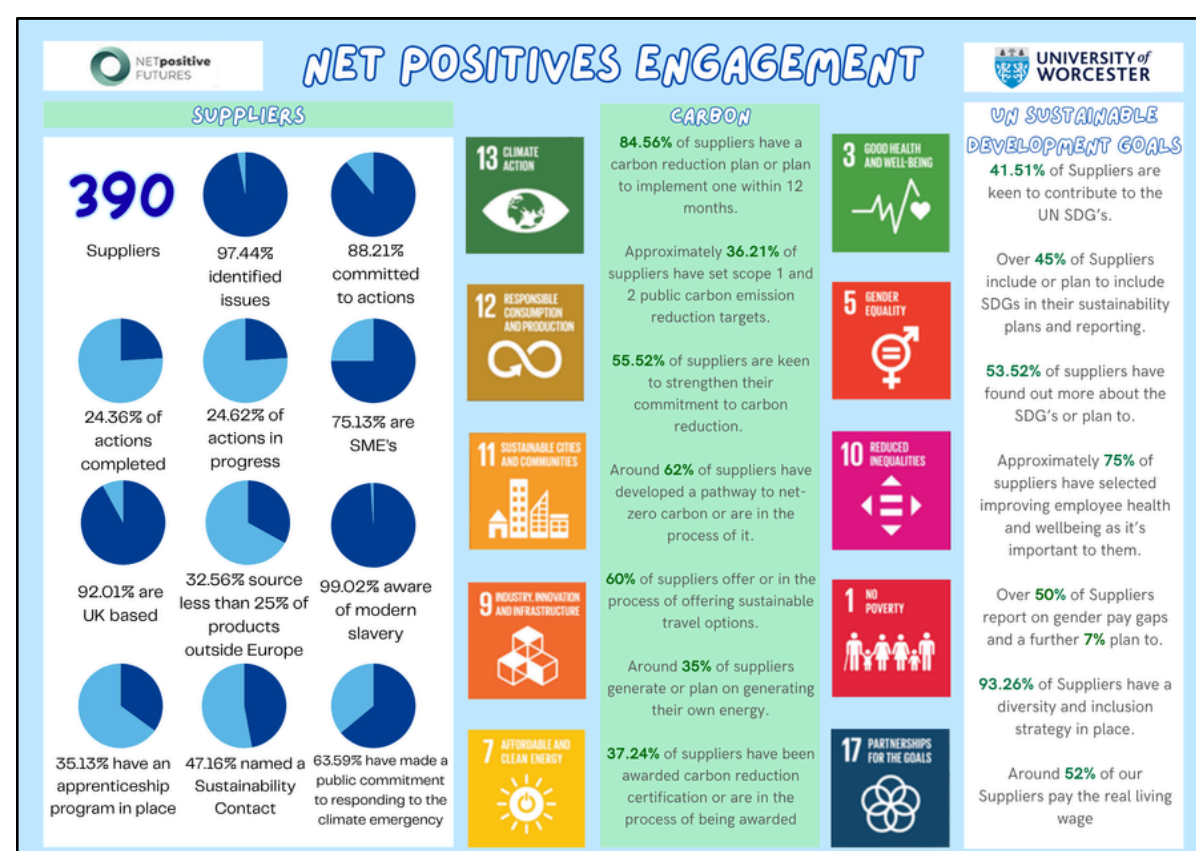 NETpositive
FUTURES
NET POSITIVES ENGAGEMENT
UNIVERSITY of
WORCESTER
SUPPLIERS
390
Suppliers
97.44%
identified
issues
88.21%
committed
to actions
24.36% of
actions
completed
24.62% of
actions in
progress
75.13% are
SME's
92.01% are
UK based
32.56% source
less than 25% of
products
outside Europe
99.02% aware
of modern
slavery
35.13% have an
apprenticeship
program in place
47.16% named a
Sustainability
Contact
63.59% have made a
public commitment
to responding to the
climate emergency
13 CLIMATE
ACTION
12 RESPONSIBLE
CONSUMPTION
AND PRODUCTION
11 SUSTAINABLE CITIES
AND COMMUNITIES
9 INDUSTRY, INNOVATION
AND INFRASTRUCTURE
7 AFFORDABLE AND
CLEAN ENERGY
CARBON
84.56% of suppliers have a
carbon reduction plan or plan
to implement one within 12
months.
Approximately 36.21% of
suppliers have set scope 1 and
2 public carbon emission
reduction targets.
55.52% of suppliers are keen
to strengthen their
commitment to carbon
reduction.
Around 62% of suppliers have
developed a pathway to net-
zero carbon or are in the
process of it.
60% of suppliers offer or in the
process of offering sustainable
travel options.
Around 35% of suppliers
generate or plan on generating
their own energy.
37.24% of suppliers have been
awarded carbon reduction
certification or are in the
process of being awarded
3 GOOD HEALTH
AND WELL-BEING
5 GENDER
EQUALITY
10 REDUCED
INEQUALITIES
1 NO
POVERTY
17 PARTNERSHIPS
FOR THE GOALS
UN SUSTAINABLE
DEVELOPMENT GOALS
41.51% of Suppliers are
keen to contribute to the
UN SDG's.
Over 45% of Suppliers
include or plan to include
SDGs in their sustainability
plans and reporting.
53.52% of suppliers have
found out more about the
SDG's or plan to.
Approximately 75% of
suppliers have selected
improving employee health
and wellbeing as it's
important to them.
Over 50% of Suppliers
report on gender pay gaps
and a further 7% plan to.
93.26% of Suppliers have a
diversity and inclusion
strategy in place.
Around 52% of our
Suppliers pay the real living
wage